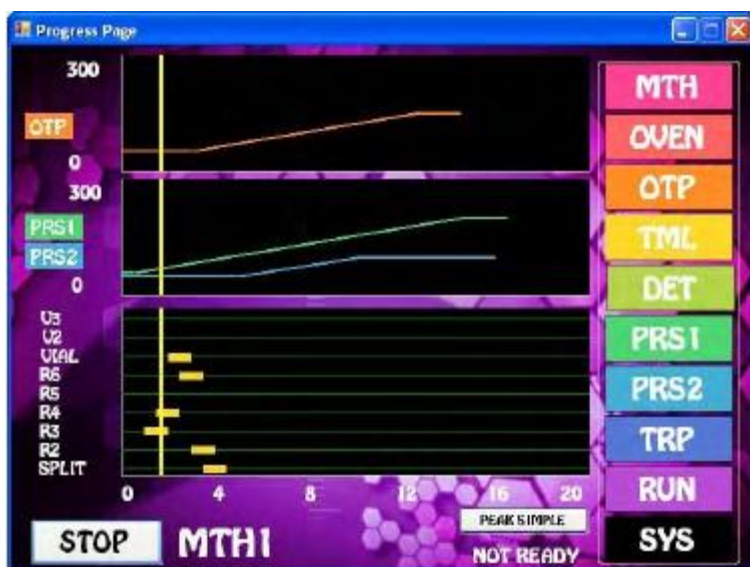 Progress Page
300
OTP
0
300
PRS1
PRS2
0
V3
V2
VIAL
R6
R5
R4
R3
R2
SPLIT
0 4 8 12 16 20
STOP
MTH1
PEAKSIMPLE
NOT READY
MTH
OVEN
OTP
TML
DET
PRS1
PRS2
TRP
RUN
SYS